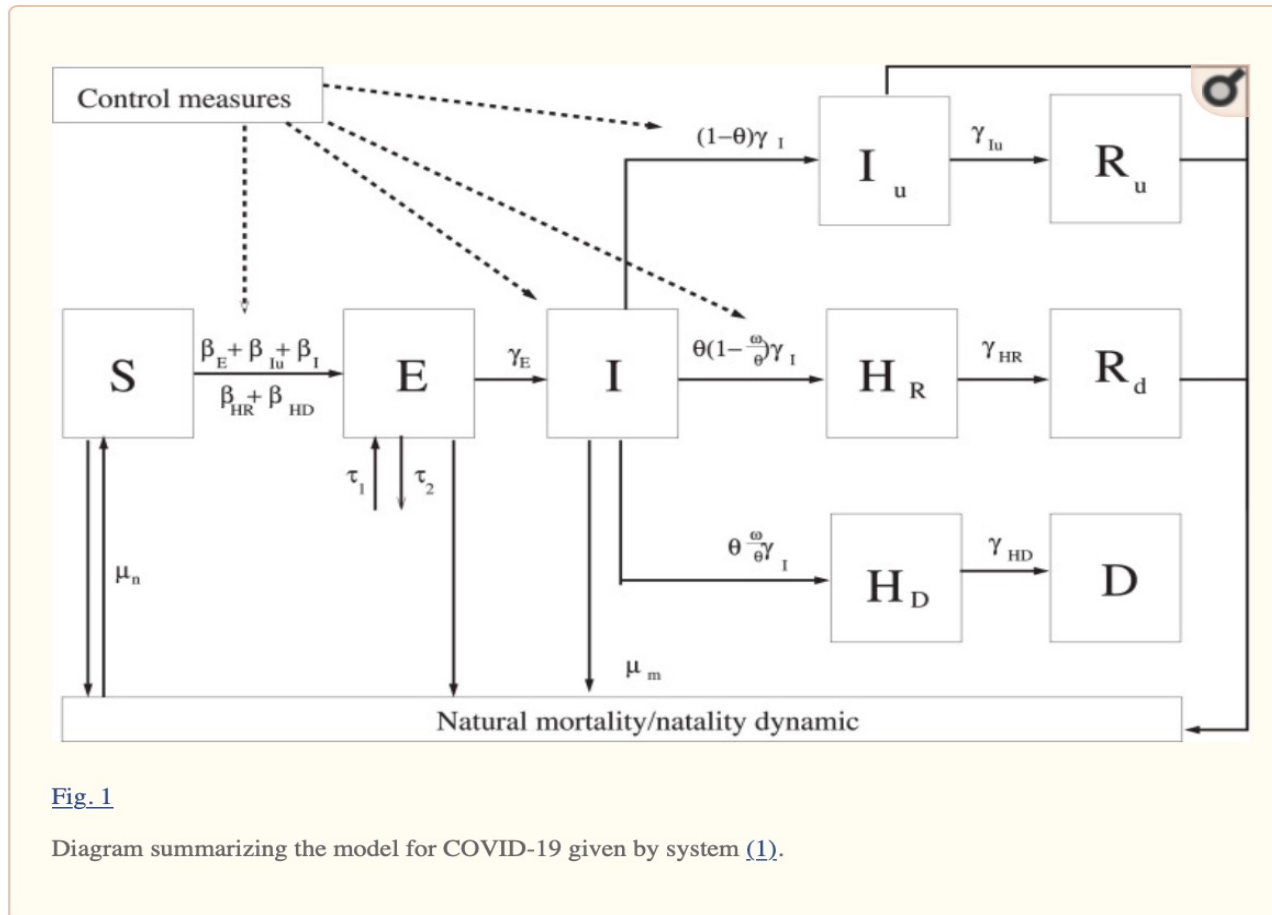 Control measures
(1−θ)γ I
I u
γ Iu
R u
S
β E + β Iu + β I
β HR + β HD
E
γ E
I
θ(1− ω/θ)γ I
H R
γ HR
R d
τ 1
τ 2
μ n
θ ω/θ γ I
H D
γ HD
D
μ m
Natural mortality/natality dynamic
Fig. 1
Diagram summarizing the model for COVID-19 given by system (1).